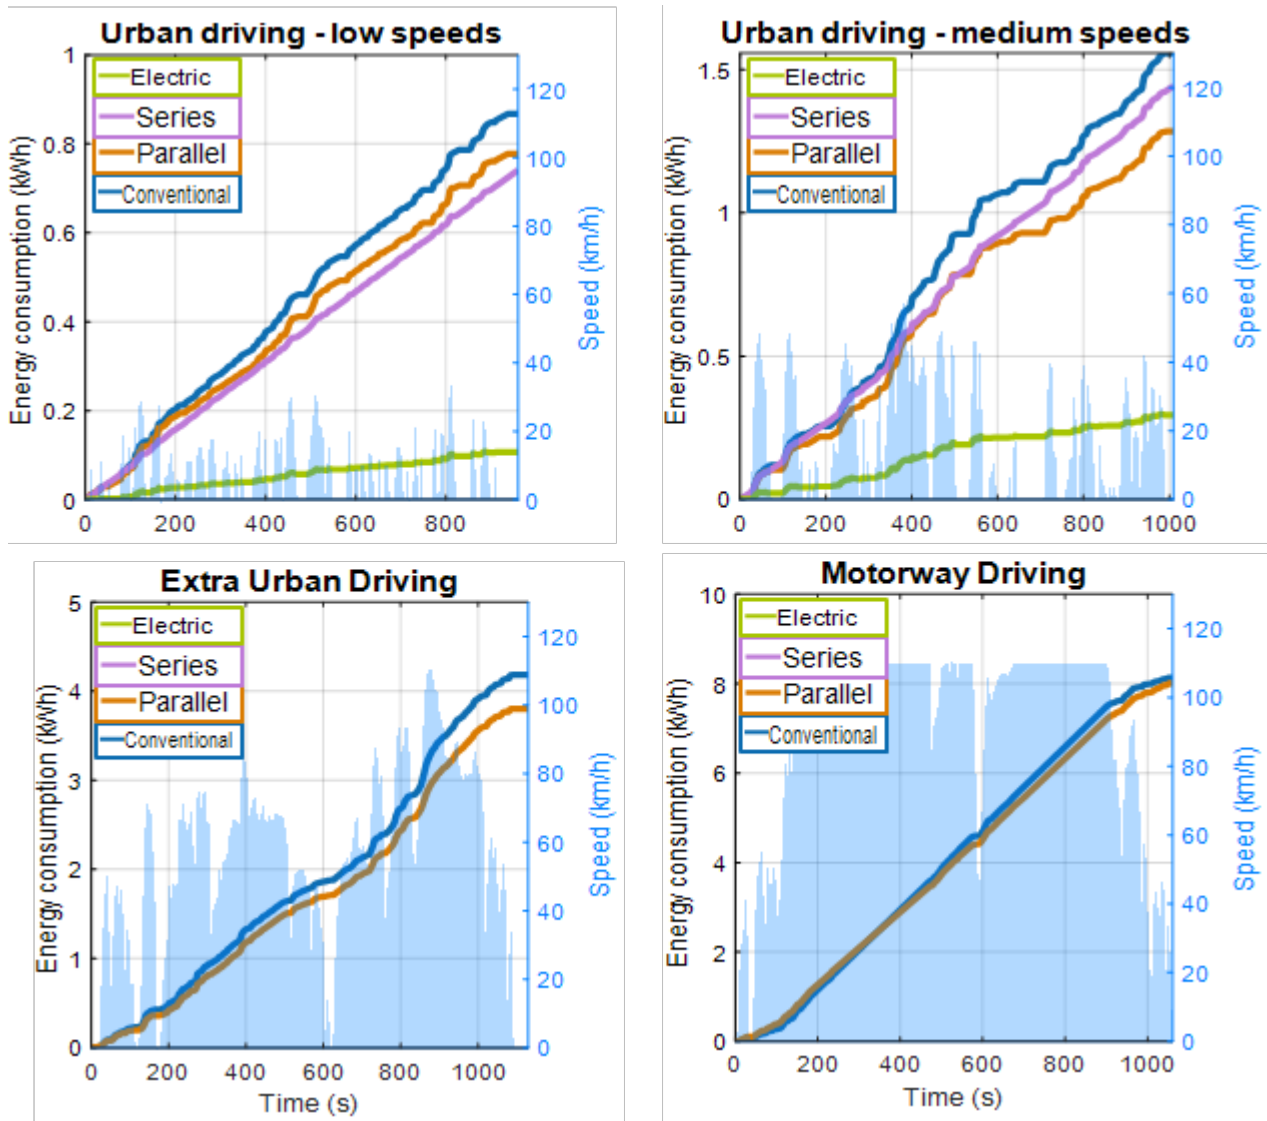 Urban driving - low speeds
Energy consumption (kWh)
1
0.8
0.6
0.4
0.2
0
Electric
Series
Parallel
Conventional
120
100
80
60
40
20
0
Speed (km/h)
0 200 400 600 800
Urban driving - medium speeds
Energy consumption (kWh)
1.5
1
0.5
0
Electric
Series
Parallel
Conventional
120
100
80
60
40
20
0
Speed (km/h)
0 200 400 600 800 1000
Extra Urban Driving
Energy consumption (kWh)
5
4
3
2
1
0
Electric
Series
Parallel
Conventional
120
100
80
60
40
20
0
Speed (km/h)
0 200 400 600 800 1000
Time (s)
Motorway Driving
Energy consumption (kWh)
10
8
6
4
2
0
Electric
Series
Parallel
Conventional
120
100
80
60
40
20
0
Speed (km/h)
0 200 400 600 800 1000
Time (s)